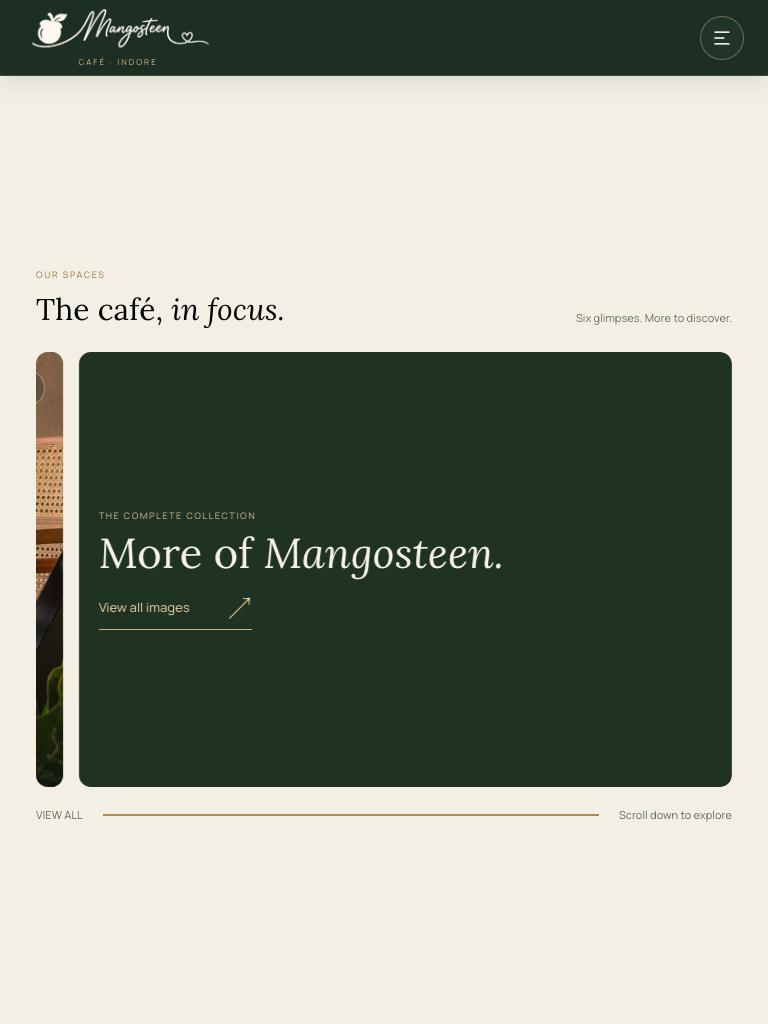 Mangosteen
CAFÉ · INDORE
OUR SPACES
The café, in focus.
Six glimpses. More to discover.
THE COMPLETE COLLECTION
More of Mangosteen.
View all images
VIEW ALL
Scroll down to explore